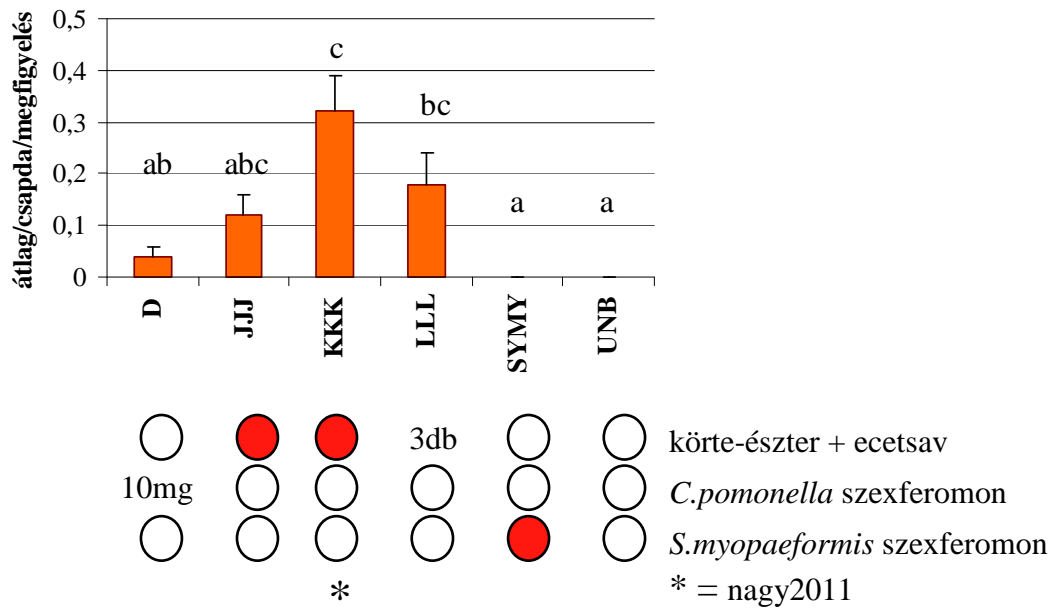 átlag/csapda/megfigyelés
0,5
0,4
0,3
0,2
0,1
0
ab
abc
c
bc
a
a
D
JJJ
KKK
LLL
SYMY
UNB
3db
körte-észter + ecetsav
10mg
C.pomonella szexferomon
S.myopaeformis szexferomon
*
* = nagy2011